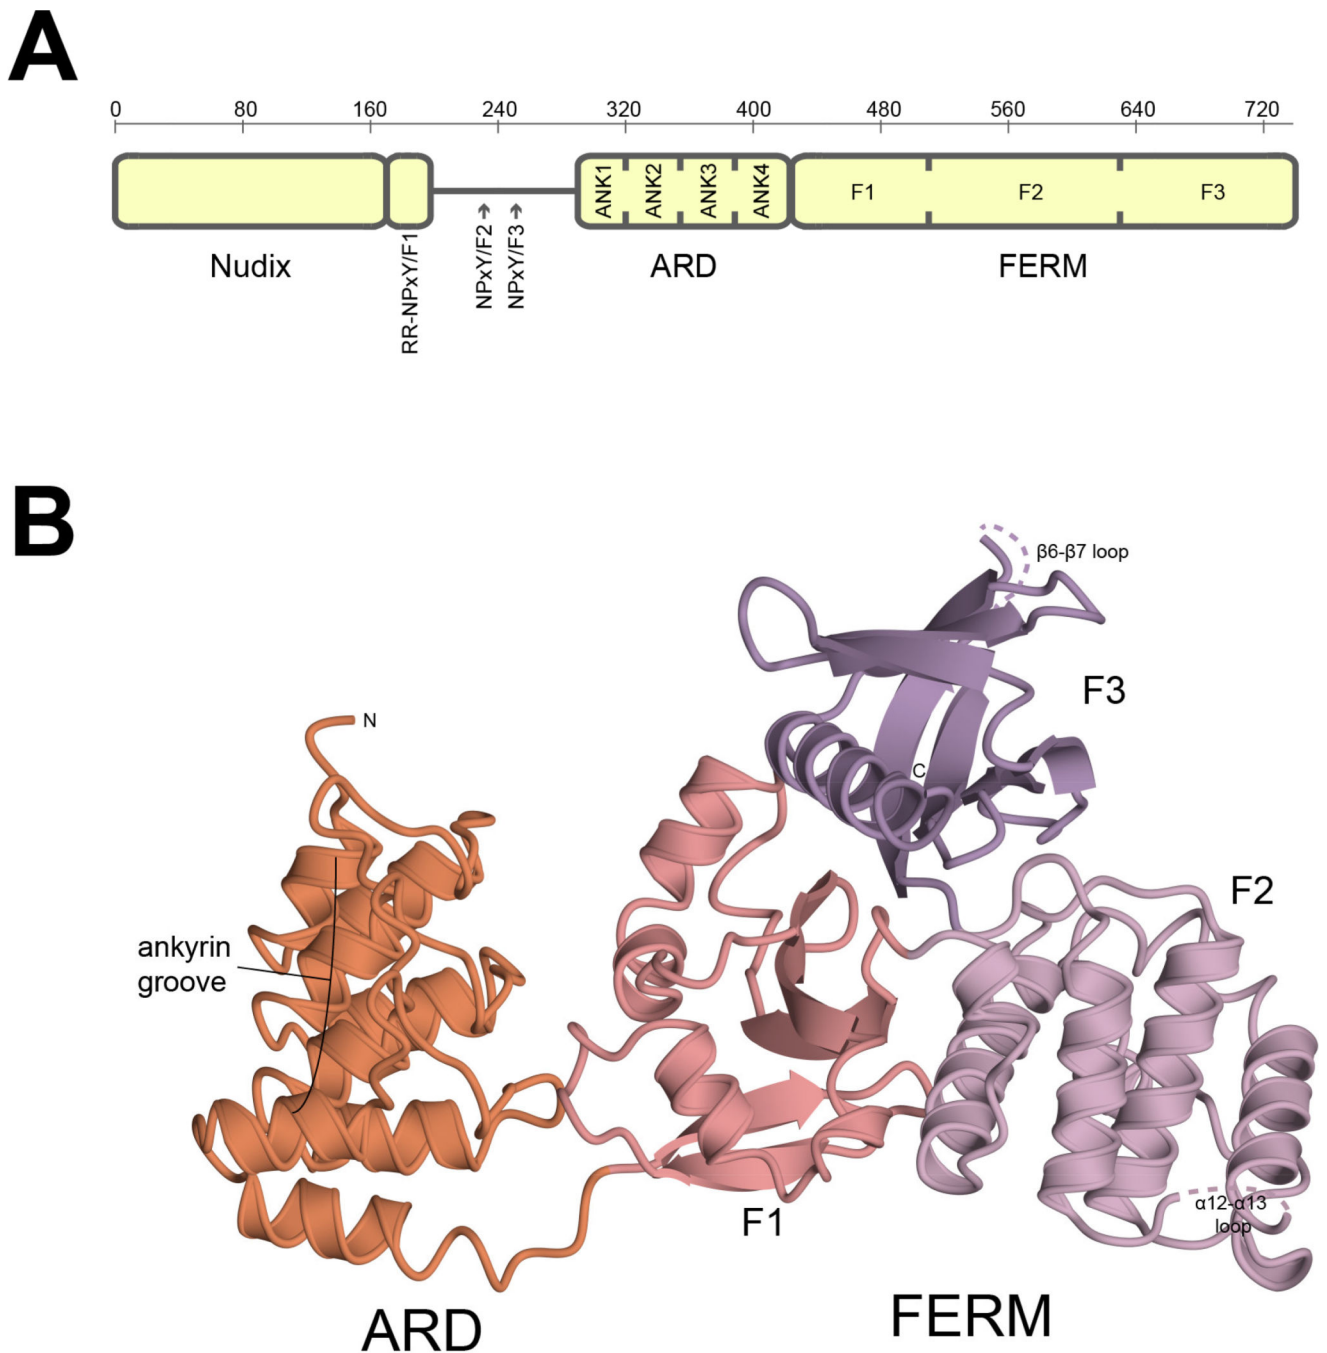 A
0 80 160 240 320 400 480 560 640 720
ANK1 ANK2 ANK3 ANK4 F1 F2 F3
Nudix RR-NPxY/F1 NPxY/F2 NPxY/F3 ARD FERM
B
β6-β7 loop
F3
N
C
F2
ankyrin
groove
α12-α13
loop
F1
ARD
FERM